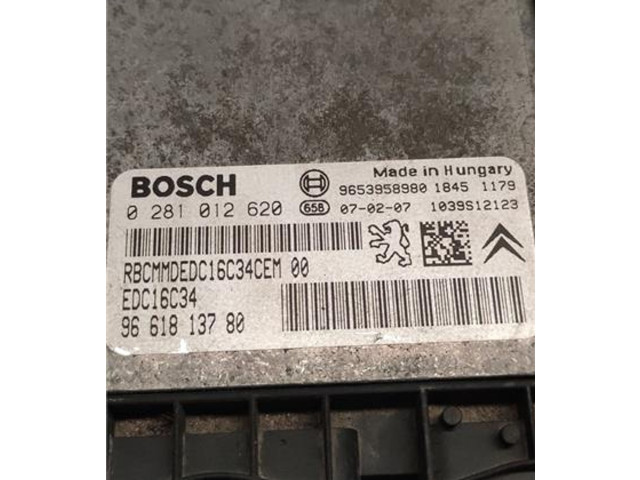 Made in Hungary
BOSCH 9653958980 1845 1179
0 281 012 620 65B 07-02-07 1039S12123
RBCMMDEDC16C34CEM 00
EDC16C34
96 618 137 80